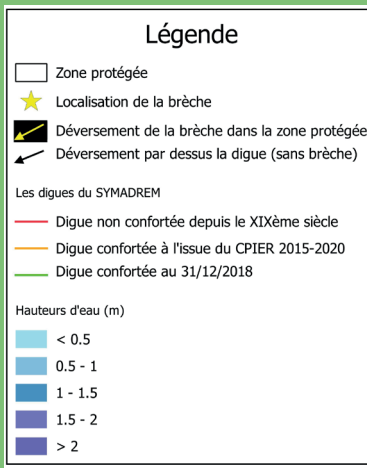 Légende
Zone protégée
Localisation de la brèche
Déversement de la brèche dans la zone protégée
Déversement par dessus la digue (sans brèche)
Les digues du SYMADREM
Digue non confortée depuis le XIXème siècle
Digue confortée à l'issue du CPIER 2015-2020
Digue confortée au 31/12/2018
Hauteurs d'eau (m)
< 0.5
0.5 - 1
1 - 1.5
1.5 - 2
> 2